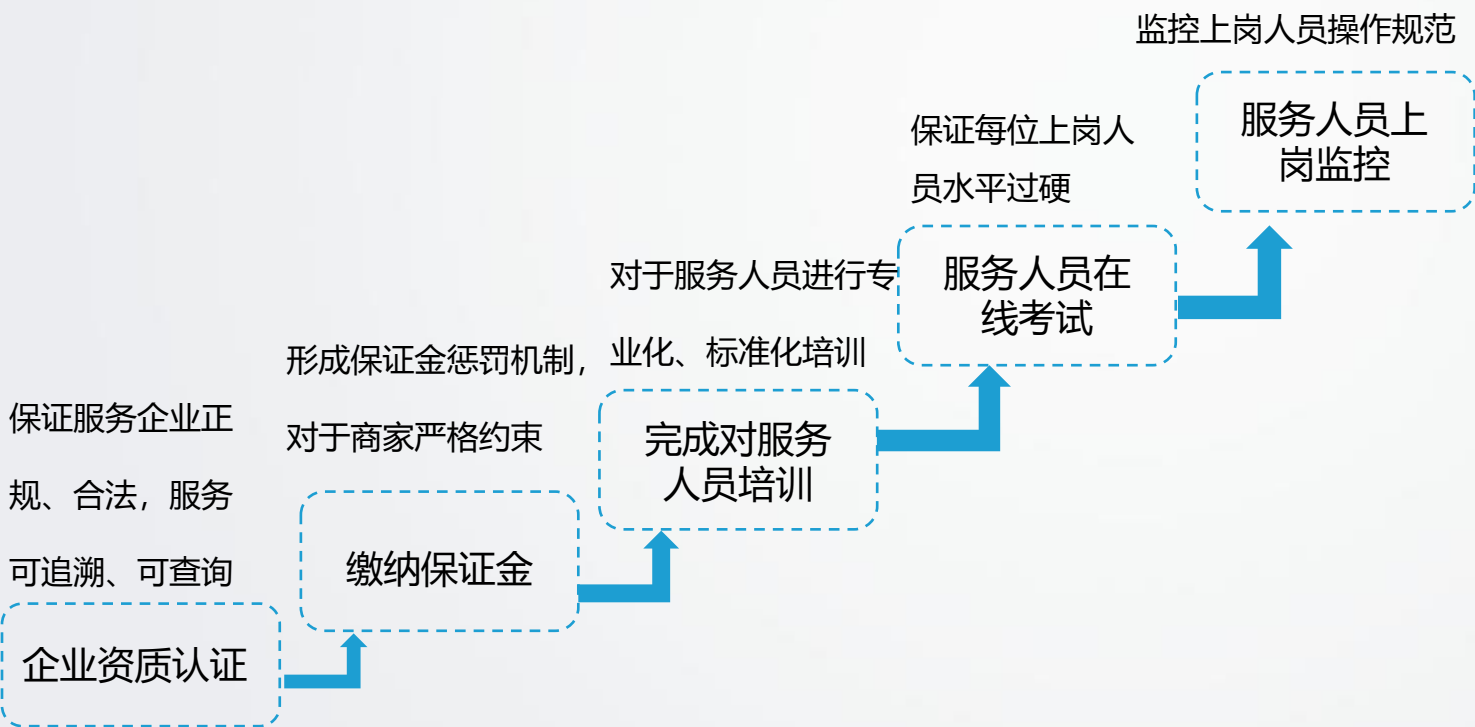 保证服务企业正
规、合法，服务
可追溯、可查询
企业资质认证
形成保证金惩罚机制，
对于商家严格约束
缴纳保证金
对于服务人员进行专
业化、标准化培训
完成对服务
人员培训
保证每位上岗人
员水平过硬
服务人员在
线考试
监控上岗人员操作规范
服务人员上
岗监控